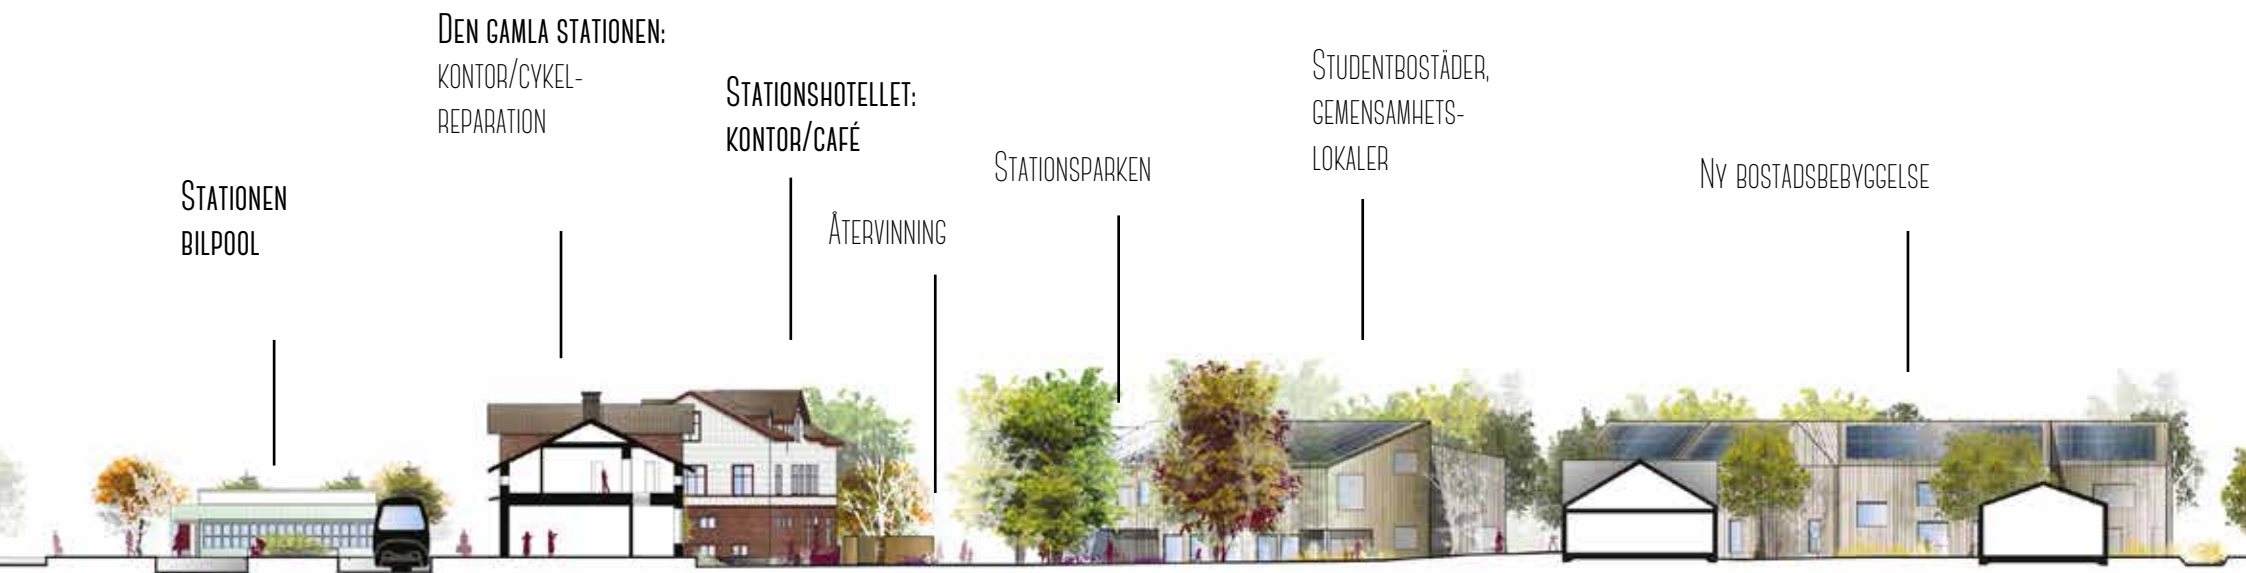 Den gamla stationen:
kontor/cykel-
reparation
Stationshotellet:
kontor/café
Studentbostäder,
gemensamhets-
lokaler
Stationsparken
Ny bostadsbebyggelse
Stationen
bilpool
Återvinning